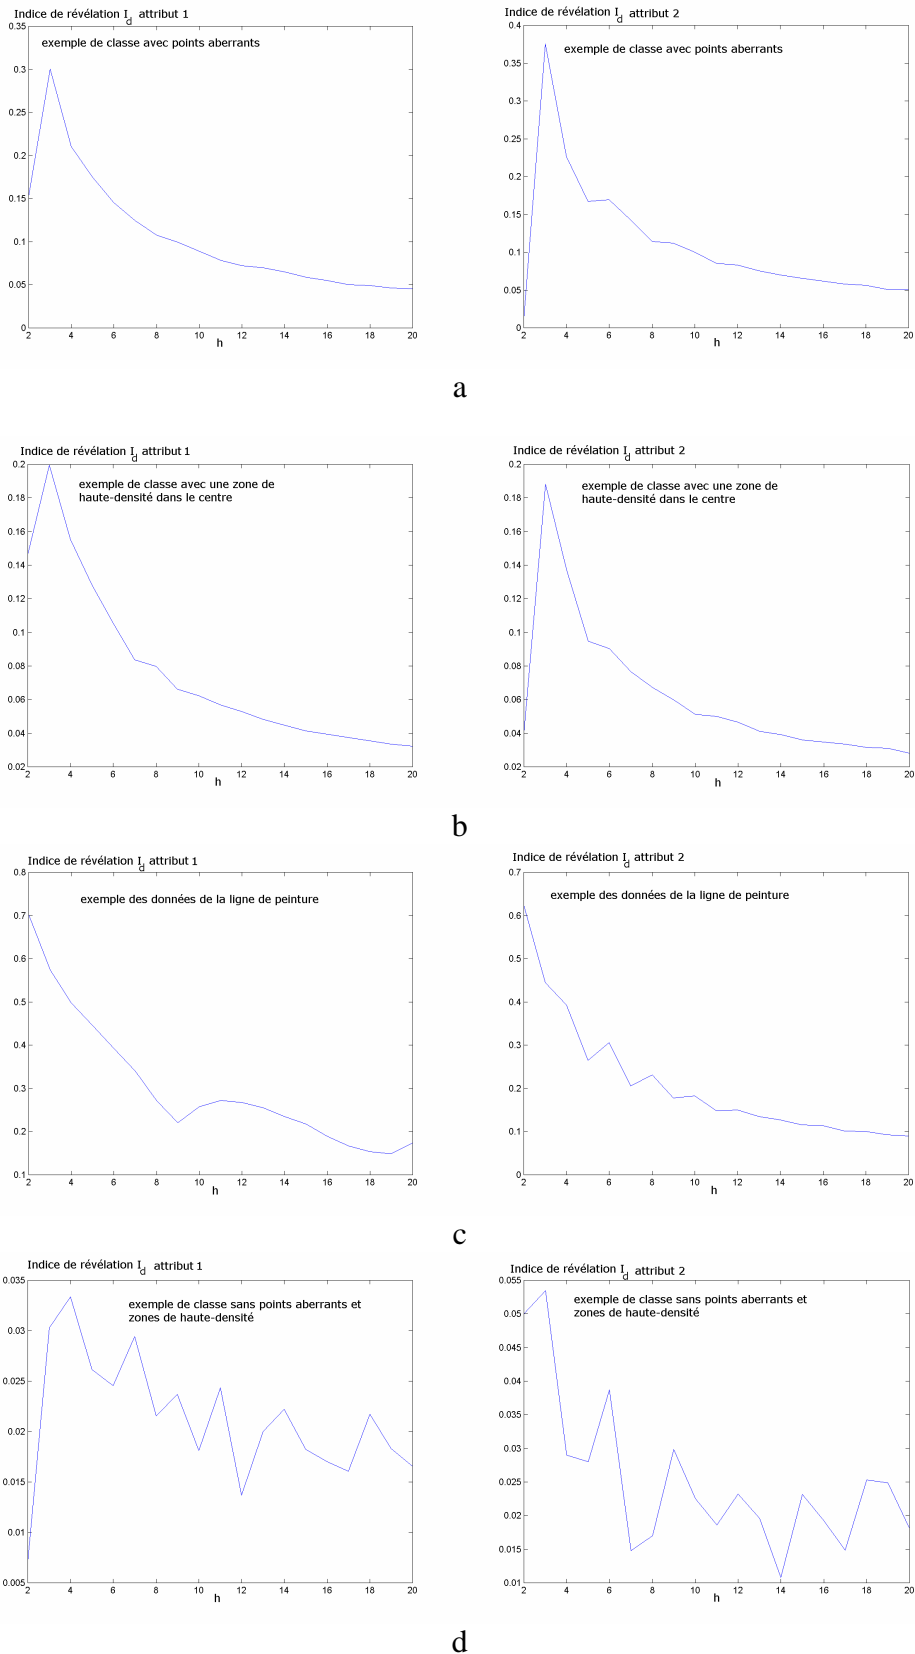 Indice de révélation Id attribut 1
exemple de classe avec points aberrants
0.35
0.3
0.25
0.2
0.15
0.1
0.05
0
2 4 6 8 10 12 14 16 18 20
h
Indice de révélation Id attribut 2
exemple de classe avec points aberrants
0.4
0.35
0.3
0.25
0.2
0.15
0.1
0.05
0
2 4 6 8 10 12 14 16 18 20
h
a
Indice de révélation Id attribut 1
exemple de classe avec une zone de
haute-densité dans le centre
0.2
0.18
0.16
0.14
0.12
0.1
0.08
0.06
0.04
0.02
2 4 6 8 10 12 14 16 18 20
h
Indice de révélation Id attribut 2
exemple de classe avec une zone de
haute-densité dans le centre
0.2
0.18
0.16
0.14
0.12
0.1
0.08
0.06
0.04
0.02
2 4 6 8 10 12 14 16 18 20
h
b
Indice de révélation Id attribut 1
exemple des données de la ligne de peinture
0.8
0.7
0.6
0.5
0.4
0.3
0.2
0.1
2 4 6 8 10 12 14 16 18 20
h
Indice de révélation Id attribut 2
exemple des données de la ligne de peinture
0.7
0.6
0.5
0.4
0.3
0.2
0.1
0
2 4 6 8 10 12 14 16 18 20
h
c
Indice de révélation Id attribut 1
exemple de classe sans points aberrants et
zones de haute-densité
0.035
0.03
0.025
0.02
0.015
0.01
0.005
2 4 6 8 10 12 14 16 18 20
h
Indice de révélation Id attribut 2
exemple de classe sans points aberrants et
zones de haute-densité
0.055
0.05
0.045
0.04
0.035
0.03
0.025
0.02
0.015
0.01
2 4 6 8 10 12 14 16 18 20
h
d